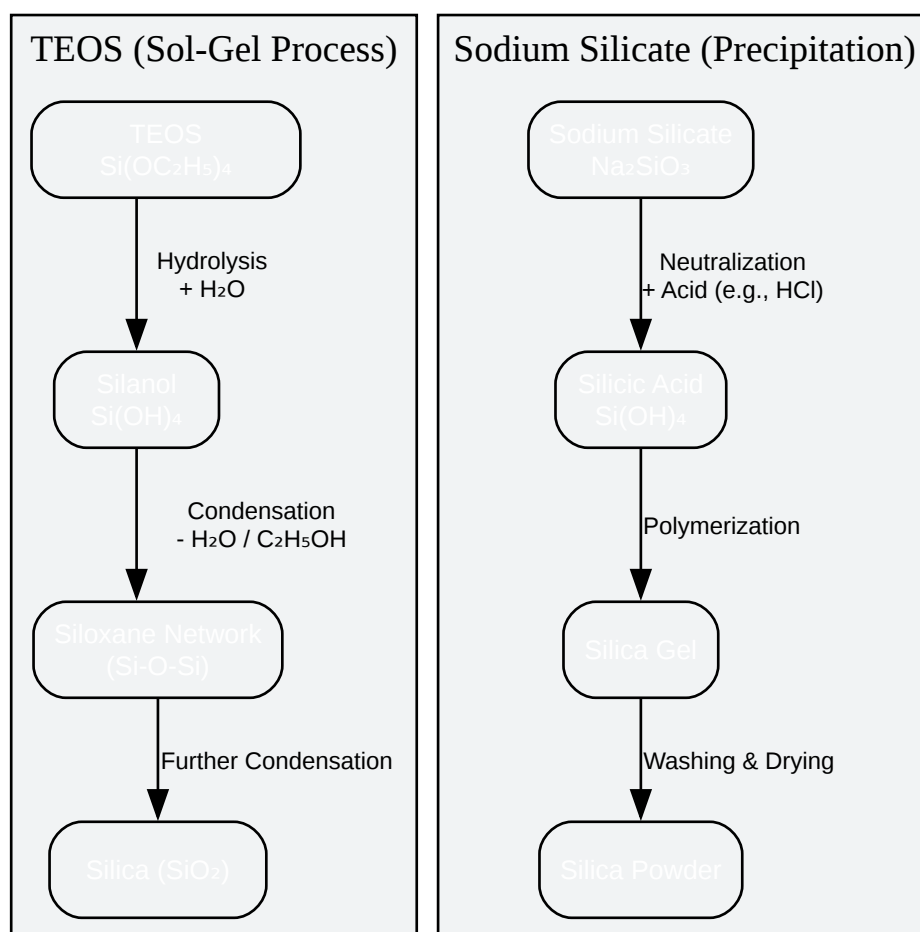 TEOS (Sol-Gel Process)
TEOS
Si(OC₂H₅)₄
Hydrolysis
+ H₂O
Silanol
Si(OH)₄
Condensation
- H₂O / C₂H₅OH
Siloxane Network
(Si-O-Si)
Further Condensation
Silica (SiO₂)
Sodium Silicate (Precipitation)
Sodium Silicate
Na₂SiO₃
Neutralization
+ Acid (e.g., HCl)
Silicic Acid
Si(OH)₄
Polymerization
Silica Gel
Washing & Drying
Silica Powder